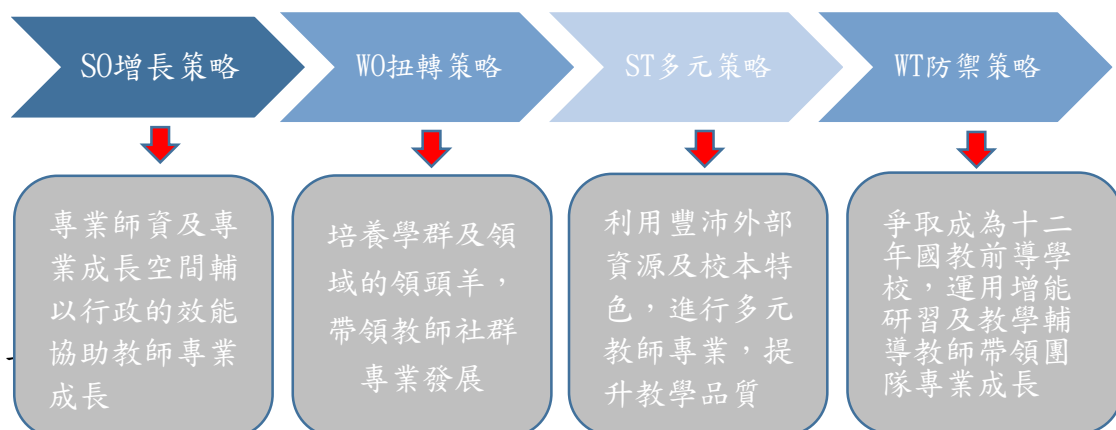 SO增長策略
WO扭轉策略
ST多元策略
WT防禦策略
專業師資及專
業成長空間輔
以行政的效能
協助教師專業
成長
培養學群及領
域的領頭羊，
帶領教師社群
專業發展
利用豐沛外部
資源及校本特
色，進行多元
教師專業，提
升教學品質
爭取成為十二
年國教前導學
校，運用增能
研習及教學輔
導教師帶領團
隊專業成長